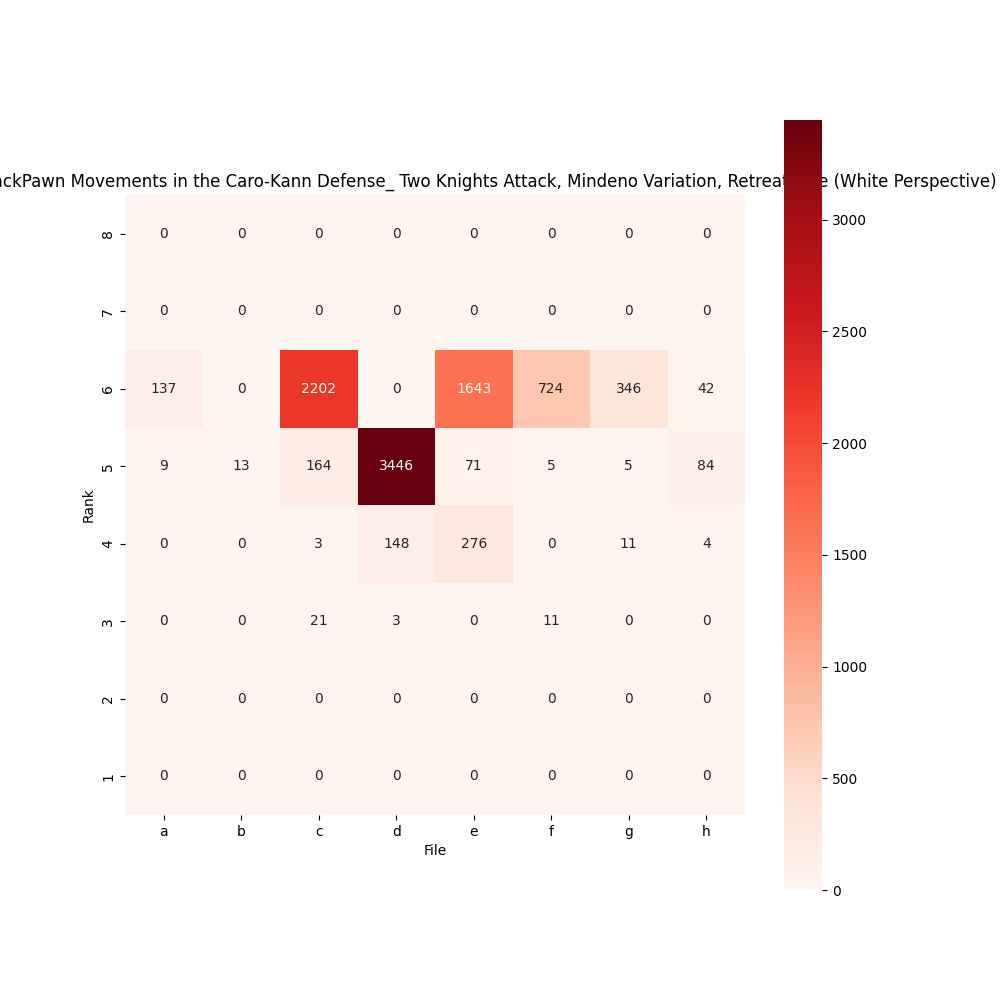 ckPawn Movements in the Caro-Kann Defense_ Two Knights Attack, Mindeno Variation, Retreat e (White Perspective)
8 0 0 0 0 0 0 0 0
7 0 0 0 0 0 0 0 0
6 137 0 2202 0 1643 724 346 42
5 9 13 164 3446 71 5 5 84
4 0 0 3 148 276 0 11 4
3 0 0 21 3 0 11 0 0
2 0 0 0 0 0 0 0 0
1 0 0 0 0 0 0 0 0
a b c d e f g h
File
Rank
3000
2500
2000
1500
1000
500
0